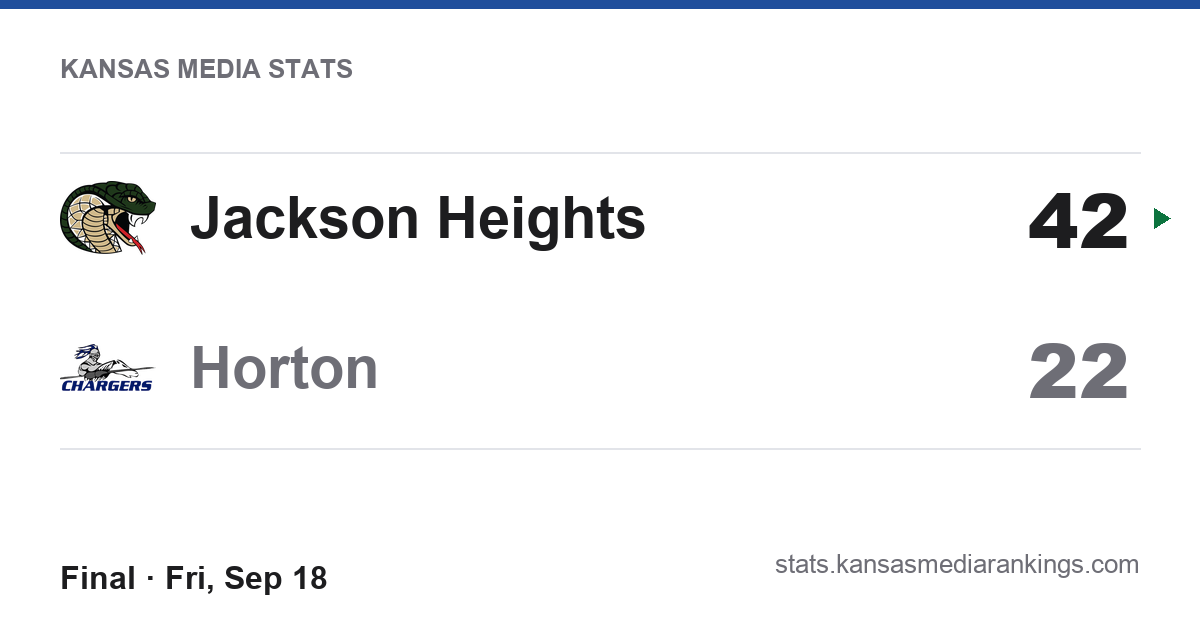 KANSAS MEDIA STATS
Jackson Heights 42
CHARGERS
Horton 22
Final · Fri, Sep 18
stats.kansasmediarankings.com